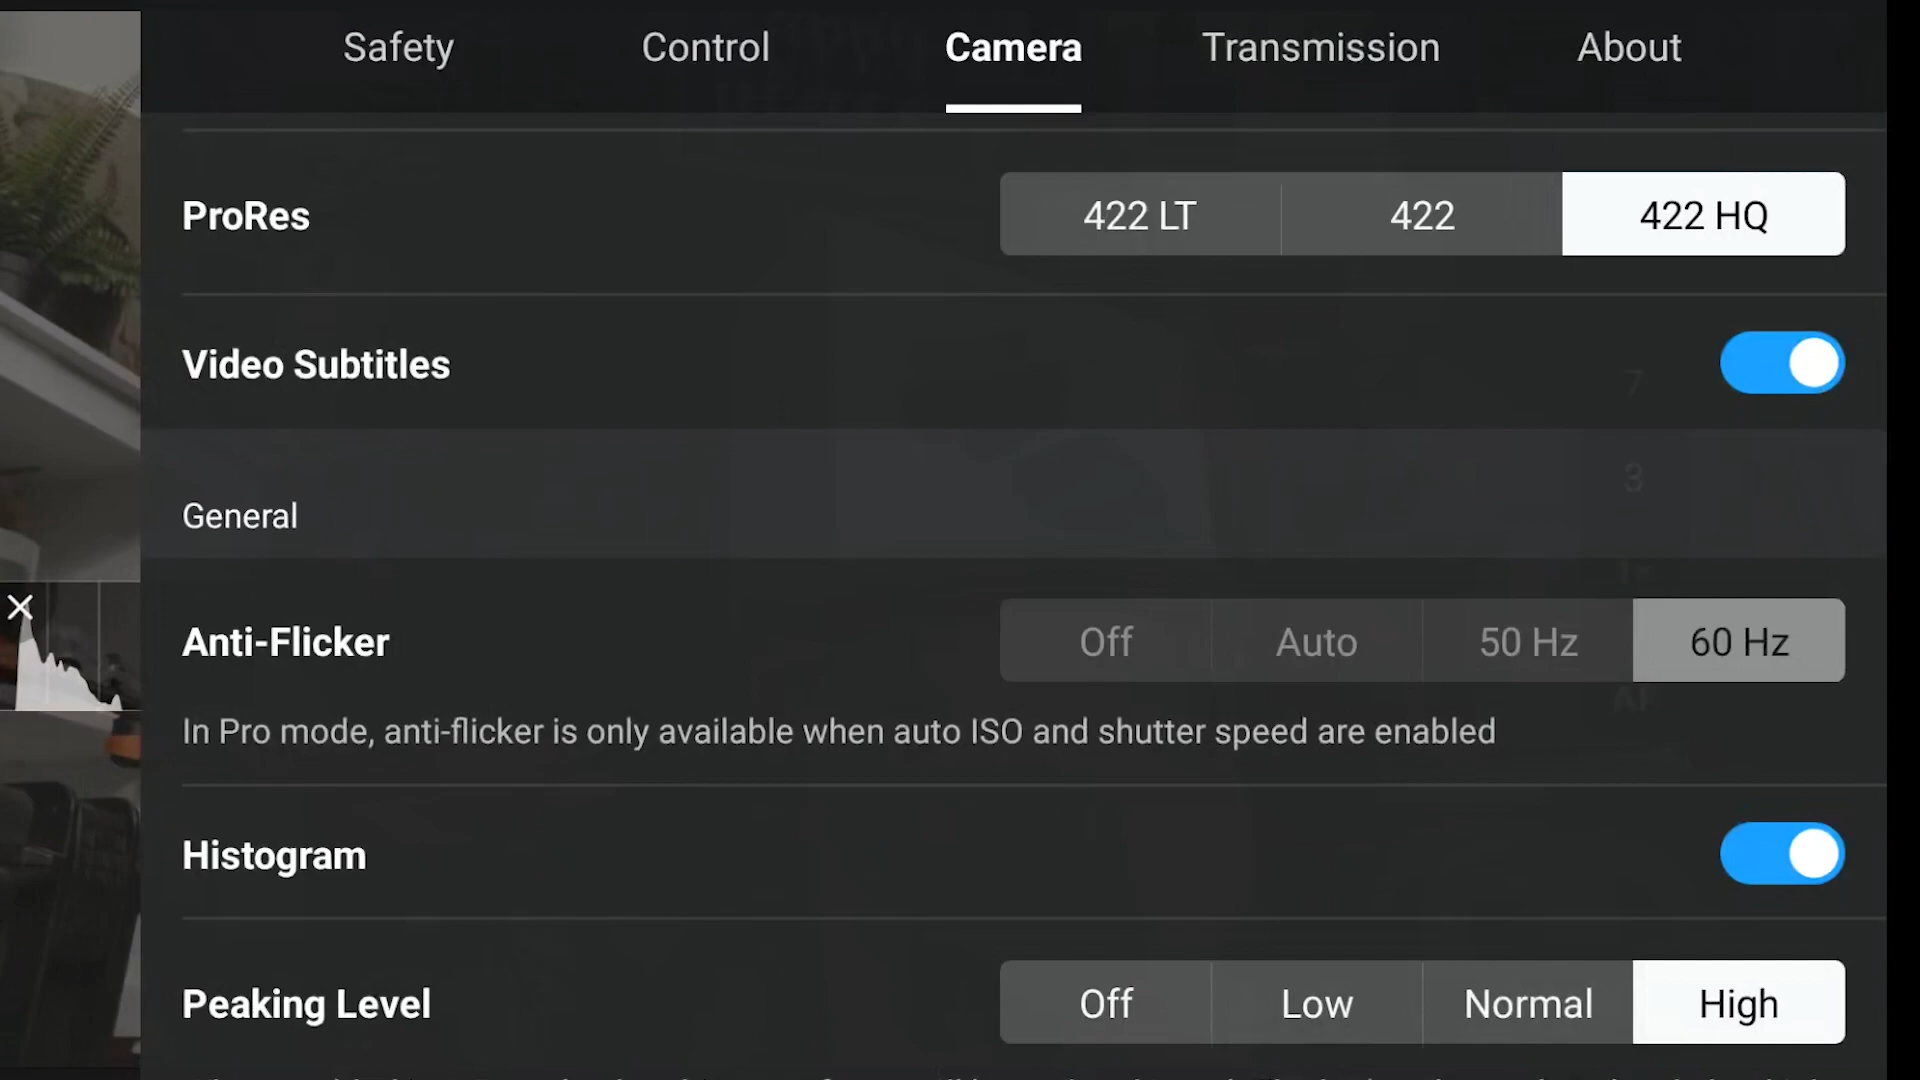 Safety Control Camera Transmission About
ProRes 422 LT 422 422 HQ
Video Subtitles
7
3
General
Anti-Flicker Off Auto 50 Hz 60 Hz
In Pro mode, anti-flicker is only available when auto ISO and shutter speed are enabled
Histogram
Peaking Level Off Low Normal High